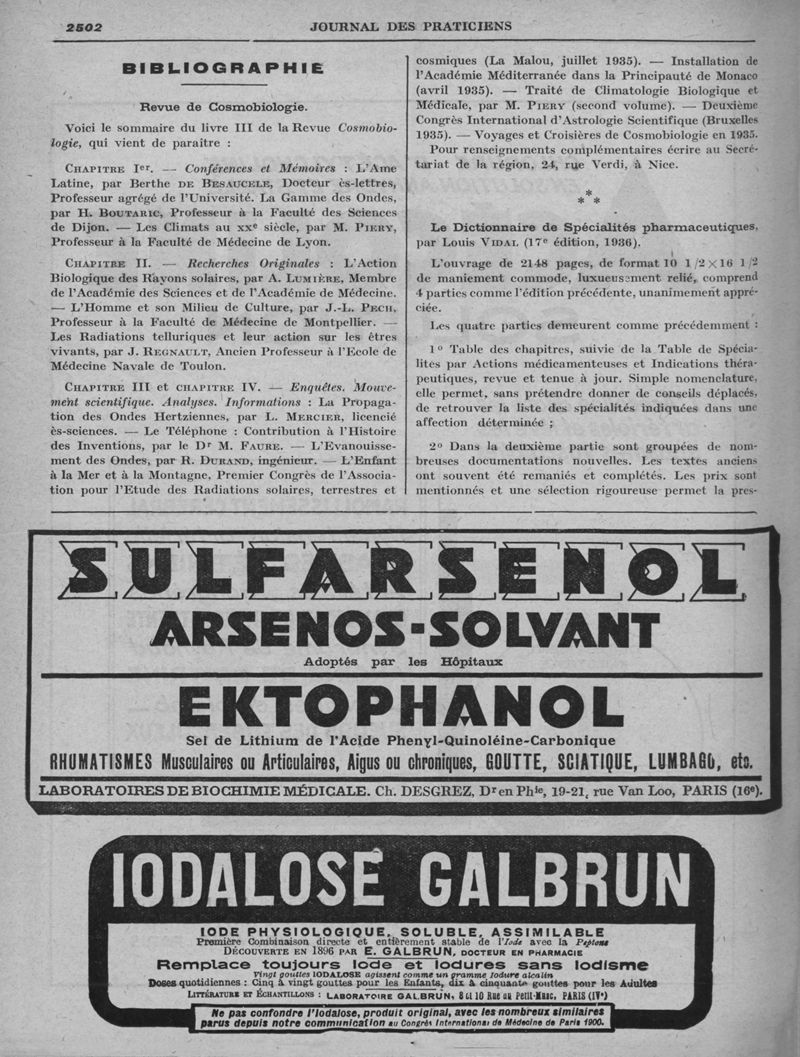 2502
JOURNAL DES PRATICIENS
BIBLIOGRAPHIE
Revue de Cosmobiologie.
Voici le sommaire du livre III de la Revue Cosmobio-
logie, qui vient de paraître :
CHAPITRE Ier. — Conférences et Mémoires : L'Ame
Latine, par Berthe DE BESAUCELE, Docteur ès-lettres,
Professeur agrégé de l'Université. La Gamme des Ondes,
par H. BOUTARIC, Professeur à la Faculté des Sciences
de Dijon. — Les Climats au XXe siècle, par M. PIERY,
Professeur à la Faculté de Médecine de Lyon.
CHAPITRE II. — Recherches Originales : L'Action
Biologique des Rayons solaires, par A. LUMIÈRE, Membre
de l'Académie des Sciences et de l'Académie de Médecine.
— L'Homme et son Milieu de Culture, par J.-L. PECH,
Professeur à la Faculté de Médecine de Montpellier. —
Les Radiations telluriques et leur action sur les êtres
vivants, par J. REGNAULT, Ancien Professeur à l'Ecole de
Médecine Navale de Toulon.
CHAPITRE III et CHAPITRE IV. — Enquêtes. Mouve-
ment scientifique. Analyses. Informations : La Propaga-
tion des Ondes Hertziennes, par L. MERCIER, licencié
ès-sciences. — Le Téléphone : Contribution à l'Histoire
des Inventions, par le Dr M. FAURE. — L'Evanouisse-
ment des Ondes, par R. DURAND, ingénieur. — L'Enfant
à la Mer et à la Montagne, Premier Congrès de l'Associa-
tion pour l'Etude des Radiations solaires, terrestres et
cosmiques (La Malou, juillet 1935). — Installation de
l'Académie Méditerranée dans la Principauté de Monaco
(avril 1935). — Traité de Climatologie Biologique et
Médicale, par M. PIERY (second volume). — Deuxième
Congrès International d'Astrologie Scientifique (Bruxelles
1935). — Voyages et Croisières de Cosmobiologie en 1935.
Pour renseignements complémentaires écrire au Secré-
tariat de la région, 24, rue Verdi, à Nice.
*
* *
Le Dictionnaire de Spécialités pharmaceutiques,
par Louis VIDAL (17e édition, 1936).
L'ouvrage de 2148 pages, de format 10 1/2 × 16 1/2
de maniement commode, luxueusement relié, comprend
4 parties comme l'édition précédente, unanimement appré-
ciée.
Les quatre parties demeurent comme précédemment :
1º Table des chapitres, suivie de la Table de Spécia-
lités par Actions médicamenteuses et Indications théra-
peutiques, revue et tenue à jour. Simple nomenclature,
elle permet, sans prétendre donner de conseils déplacés,
de retrouver la liste des spécialités indiquées dans une
affection déterminée ;
2º Dans la deuxième partie sont groupées de nom-
breuses documentations nouvelles. Les textes anciens
ont souvent été remaniés et complétés. Les prix sont
mentionnés et une sélection rigoureuse permet la pres-
SULFARSENOL
ARSENOS-SOLVANT
Adoptés par les Hôpitaux
EKTOPHANOL
Sel de Lithium de l'Acide Phenyl-Quinoléine-Carbonique
RHUMATISMES Musculaires ou Articulaires, Aigus ou chroniques, GOUTTE, SCIATIQUE, LUMBAGO, etc.
LABORATOIRES DE BIOCHIMIE MÉDICALE. Ch. DESGREZ, Dr en Phie, 19-21, rue Van Loo, PARIS (16e).
IODALOSE GALBRUN
IODE PHYSIOLOGIQUE, SOLUBLE, ASSIMILABLE
Première Combinaison directe et entièrement stable de l'Iode avec la Peptone
DÉCOUVERTE EN 1896 PAR E. GALBRUN, DOCTEUR EN PHARMACIE
Remplace toujours Iode et Iodures sans Iodisme
Vingt gouttes IODALOSE agissent comme un gramme Iodure alcalin
Doses quotidiennes : Cinq à vingt gouttes pour les Enfants, dix à cinquante gouttes pour les Adultes
LITTÉRATURE ET ÉCHANTILLONS : LABORATOIRE GALBRUN, 8 et 10 Rue du Petit-Musc, PARIS (IVe)
Ne pas confondre l'Iodalose, produit original, avec les nombreux similaires
parus depuis notre communication au Congrès International de Médecine de Paris 1900.